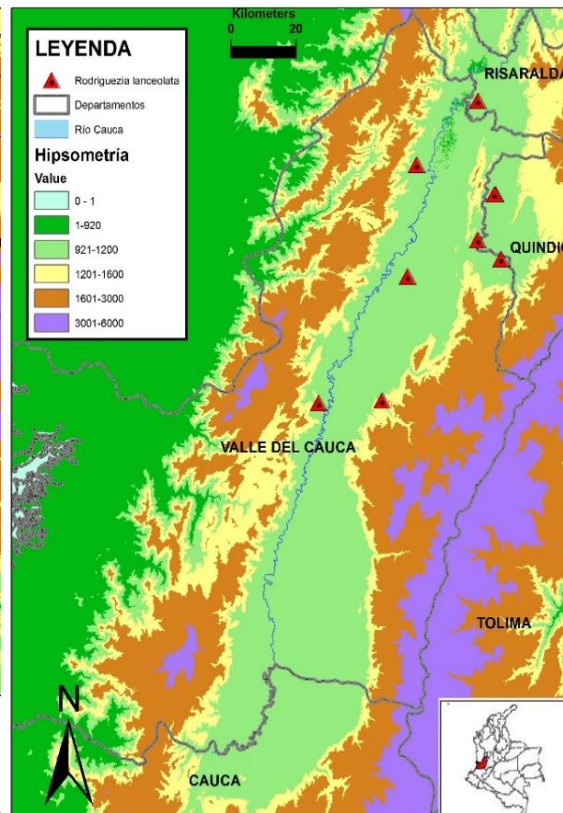 Kilometers
0 20
LEYENDA
Rodriguezia lanceolata
Departamentos
Río Cauca
Hipsometría
Value
0 - 1
1-920
921-1200
1201-1600
1601-3000
3001-6000
RISARALDA
QUINDIO
VALLE DEL CAUCA
TOLIMA
N
CAUCA